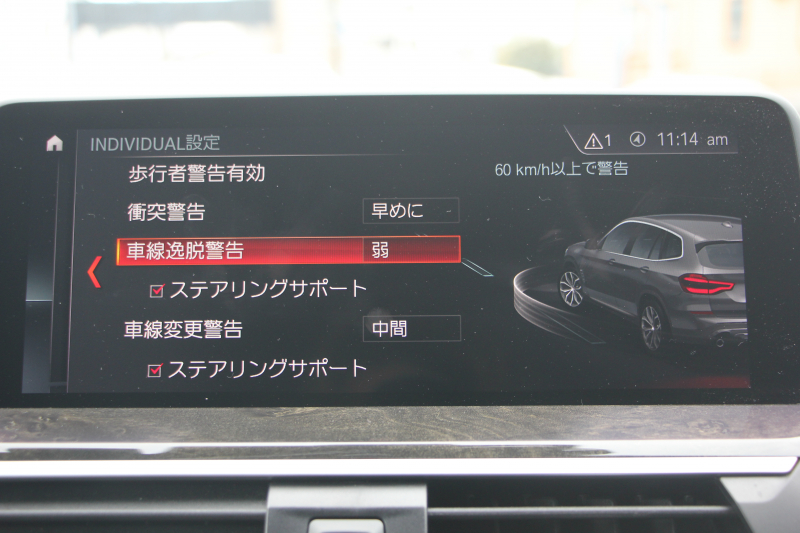 INDIVIDUAL設定
1 11:14 am
歩行者警告有効
60 km/h以上で警告
衝突警告 早めに
車線逸脱警告 弱
ステアリングサポート
車線変更警告 中間
ステアリングサポート